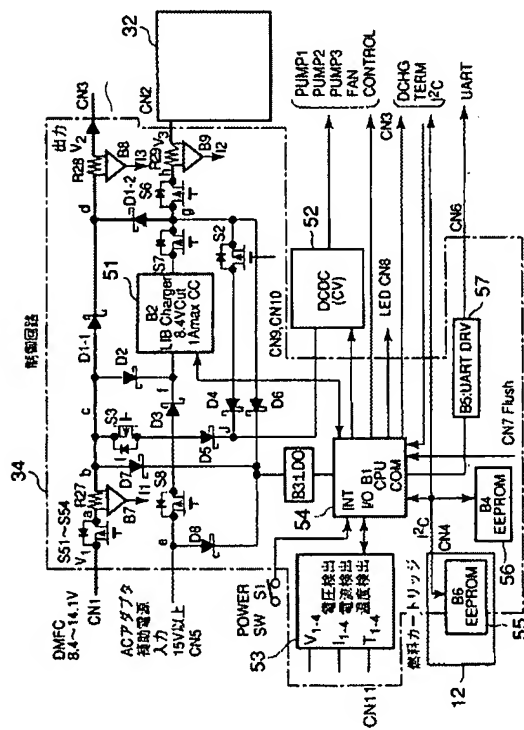 制御回路
34
S51~S54
DMFC
8.4~14.1V
CN1
V1
a
R27
b
B7
I1
D7
S3
c
D2
D1-1
d
D1-2
R28
出力
V2
CN3
B8
I3
ACアダプタ
補助電源
入力
15V以上
CN5
e
S8
D8
D3
f
D5
51
B2
LIB Charger
8.4VCut
1Amax CC
S7
g
S6
h
R29
V3
B9
I2
CN2
32
D4
j
D6
S2
POWER
SW
S1
53
電圧検出
電流検出
温度検出
V1-4
I1-4
T1-4
CN11
54
B3:LDO
INT
I/O B1
CPU
COM
CN9,CN10
DCDC
(CV)
52
PUMP1
PUMP2
PUMP3
FAN
CONTROL
CN3
LED CN8
DCHG
TERM
I²C
UART
CN6
57
B5:UART DRV
CN7 Flush
I²C
CN4
B4
EEPROM
56
燃料カートリッジ
B6
EEPROM
55
12